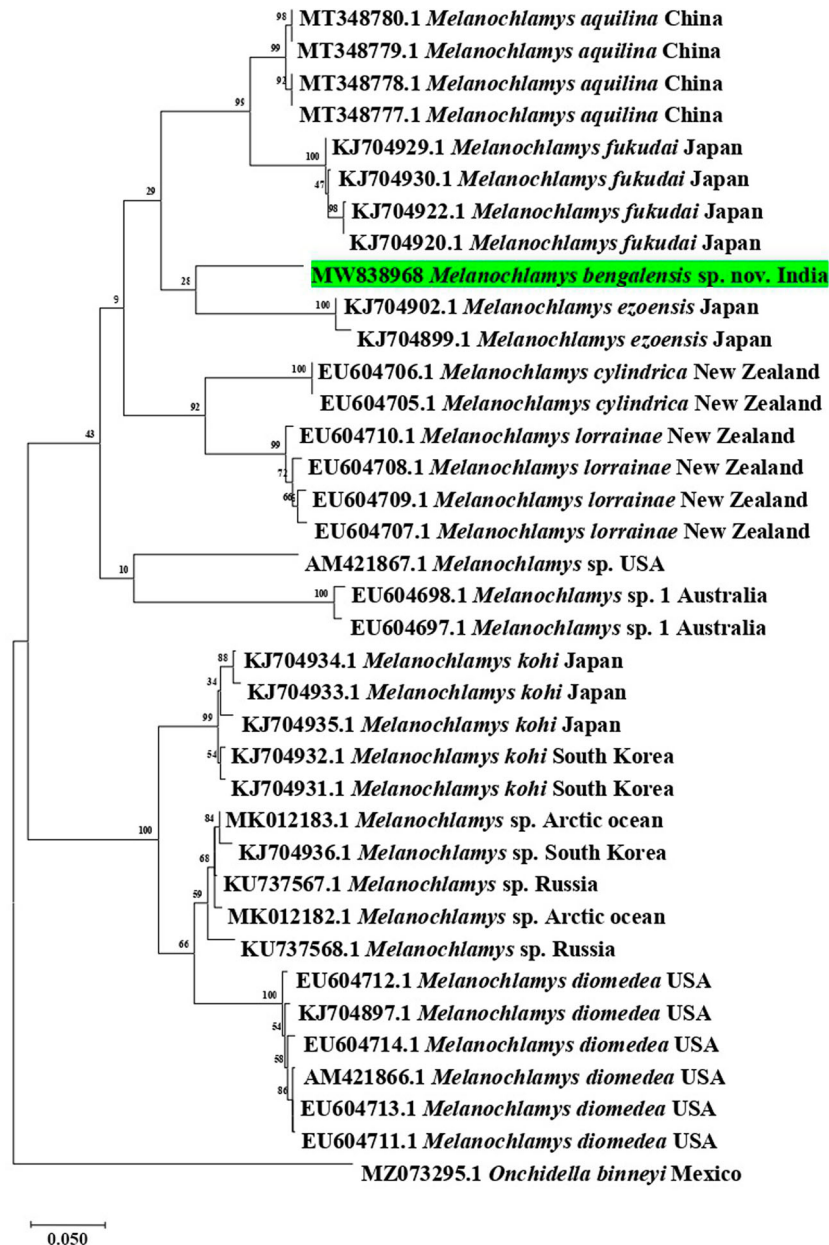 98
MT348780.1 Melanochlamys aquilina China
99
MT348779.1 Melanochlamys aquilina China
92
MT348778.1 Melanochlamys aquilina China
99
MT348777.1 Melanochlamys aquilina China
100
KJ704929.1 Melanochlamys fukudai Japan
47
KJ704930.1 Melanochlamys fukudai Japan
29
98
KJ704922.1 Melanochlamys fukudai Japan
KJ704920.1 Melanochlamys fukudai Japan
28
MW838968 Melanochlamys bengalensis sp. nov. India
9
100
KJ704902.1 Melanochlamys ezoensis Japan
KJ704899.1 Melanochlamys ezoensis Japan
100
EU604706.1 Melanochlamys cylindrica New Zealand
92
EU604705.1 Melanochlamys cylindrica New Zealand
43
99
EU604710.1 Melanochlamys lorrainae New Zealand
72
EU604708.1 Melanochlamys lorrainae New Zealand
66
EU604709.1 Melanochlamys lorrainae New Zealand
EU604707.1 Melanochlamys lorrainae New Zealand
10
AM421867.1 Melanochlamys sp. USA
100
EU604698.1 Melanochlamys sp. 1 Australia
EU604697.1 Melanochlamys sp. 1 Australia
88
KJ704934.1 Melanochlamys kohi Japan
34
KJ704933.1 Melanochlamys kohi Japan
99
KJ704935.1 Melanochlamys kohi Japan
54
KJ704932.1 Melanochlamys kohi South Korea
KJ704931.1 Melanochlamys kohi South Korea
100
84
MK012183.1 Melanochlamys sp. Arctic ocean
68
KJ704936.1 Melanochlamys sp. South Korea
59
KU737567.1 Melanochlamys sp. Russia
MK012182.1 Melanochlamys sp. Arctic ocean
66
KU737568.1 Melanochlamys sp. Russia
100
EU604712.1 Melanochlamys diomedea USA
54
KJ704897.1 Melanochlamys diomedea USA
58
EU604714.1 Melanochlamys diomedea USA
86
AM421866.1 Melanochlamys diomedea USA
EU604713.1 Melanochlamys diomedea USA
EU604711.1 Melanochlamys diomedea USA
MZ073295.1 Onchidella binneyi Mexico
0.050